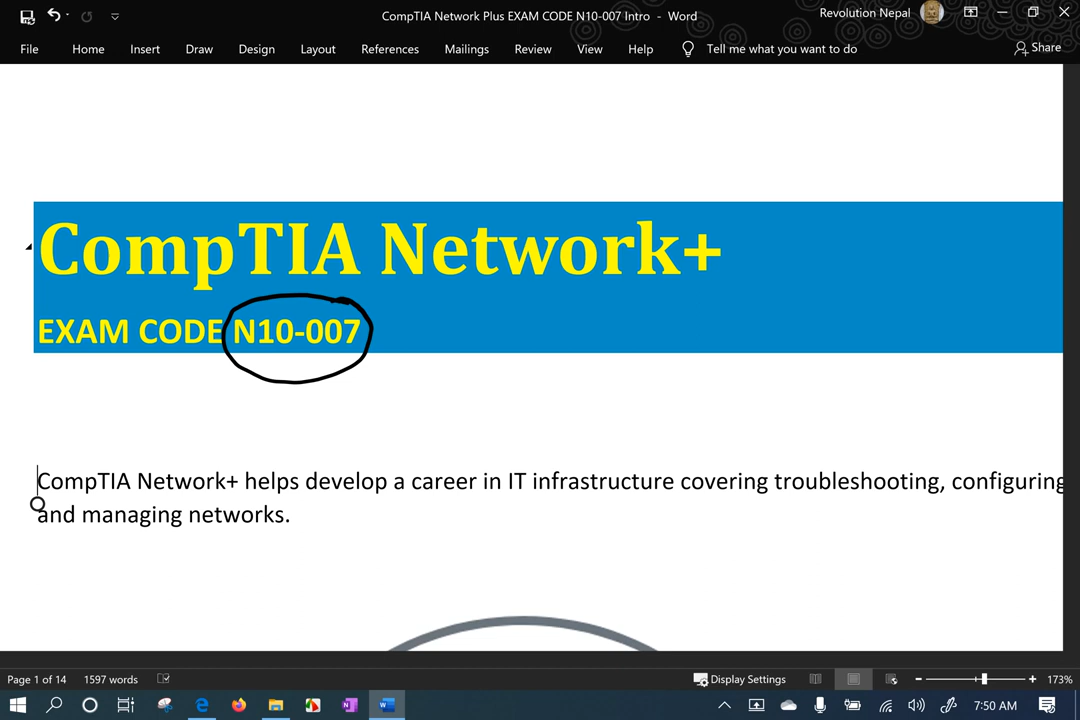 CompTIA Network Plus EXAM CODE N10-007 Intro - Word
Revolution Nepal
File Home Insert Draw Design Layout References Mailings Review View Help Tell me what you want to do Share
CompTIA Network+
EXAM CODE N10-007
CompTIA Network+ helps develop a career in IT infrastructure covering troubleshooting, configuring
and managing networks.
Page 1 of 14 1597 words Display Settings 173%
7:50 AM